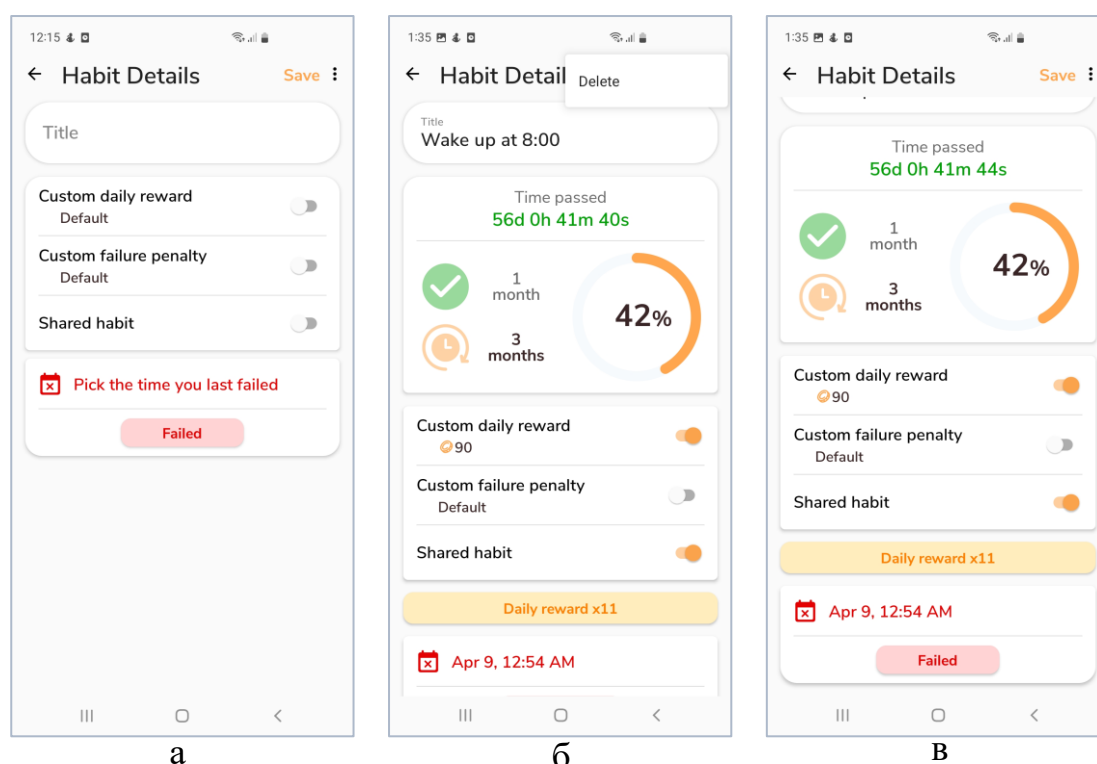 12:15
Habit Details Save
Title
Custom daily reward
Default
Custom failure penalty
Default
Shared habit
Pick the time you last failed
Failed
а
1:35
Habit Detail
Delete
Title
Wake up at 8:00
Time passed
56d 0h 41m 40s
1
month
3
months
42%
Custom daily reward
90
Custom failure penalty
Default
Shared habit
Daily reward x11
Apr 9, 12:54 AM
б
1:35
Habit Details Save
Time passed
56d 0h 41m 44s
1
month
3
months
42%
Custom daily reward
90
Custom failure penalty
Default
Shared habit
Daily reward x11
Apr 9, 12:54 AM
Failed
в